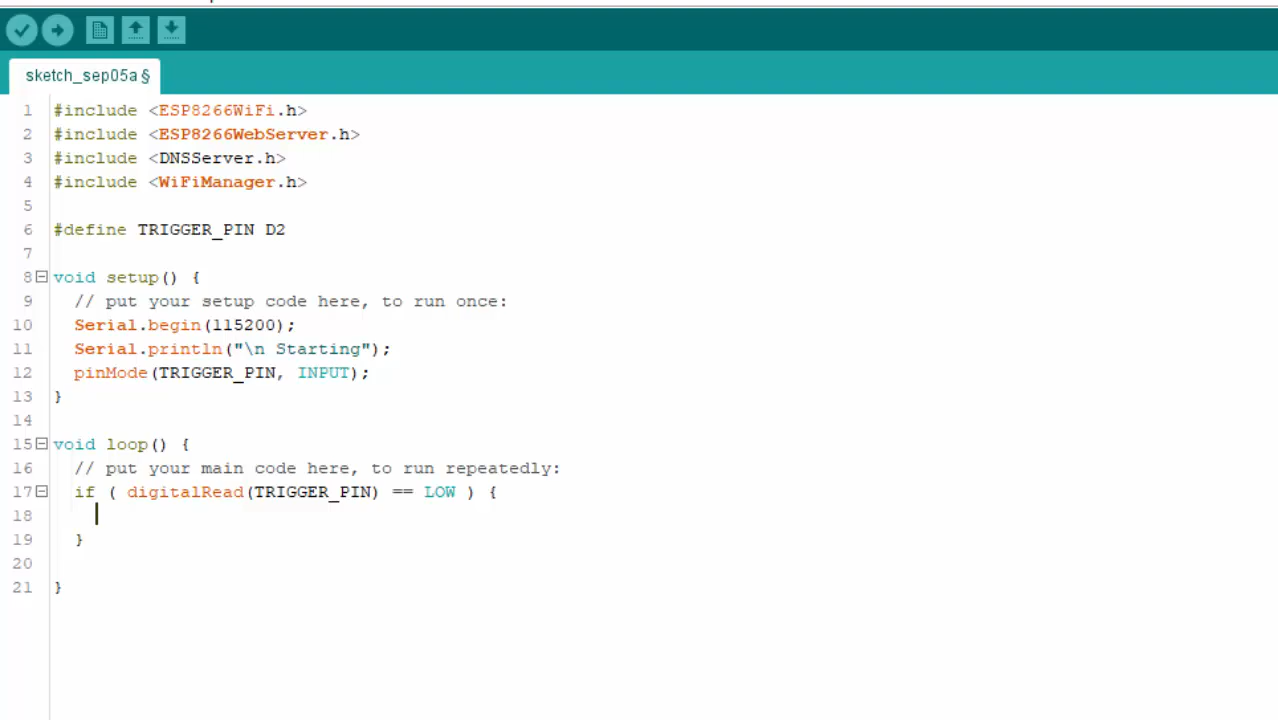 sketch_sep05a §
1 #include <ESP8266WiFi.h>
2 #include <ESP8266WebServer.h>
3 #include <DNSServer.h>
4 #include <WiFiManager.h>
5
6 #define TRIGGER_PIN D2
7
8 void setup() {
9   // put your setup code here, to run once:
10   Serial.begin(115200);
11   Serial.println("\n Starting");
12   pinMode(TRIGGER_PIN, INPUT);
13 }
14
15 void loop() {
16   // put your main code here, to run repeatedly:
17   if ( digitalRead(TRIGGER_PIN) == LOW ) {
18
19   }
20
21 }